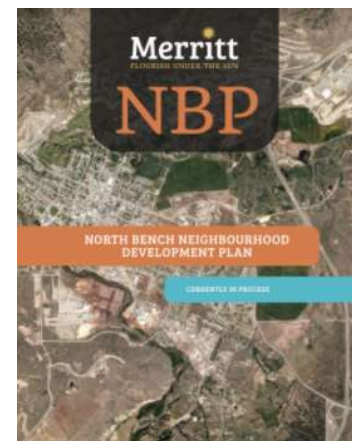 Merritt
FLOURISH UNDER THE SUN
NBP
NORTH BENCH NEIGHBOURHOOD
DEVELOPMENT PLAN
CURRENTLY IN PROCESS